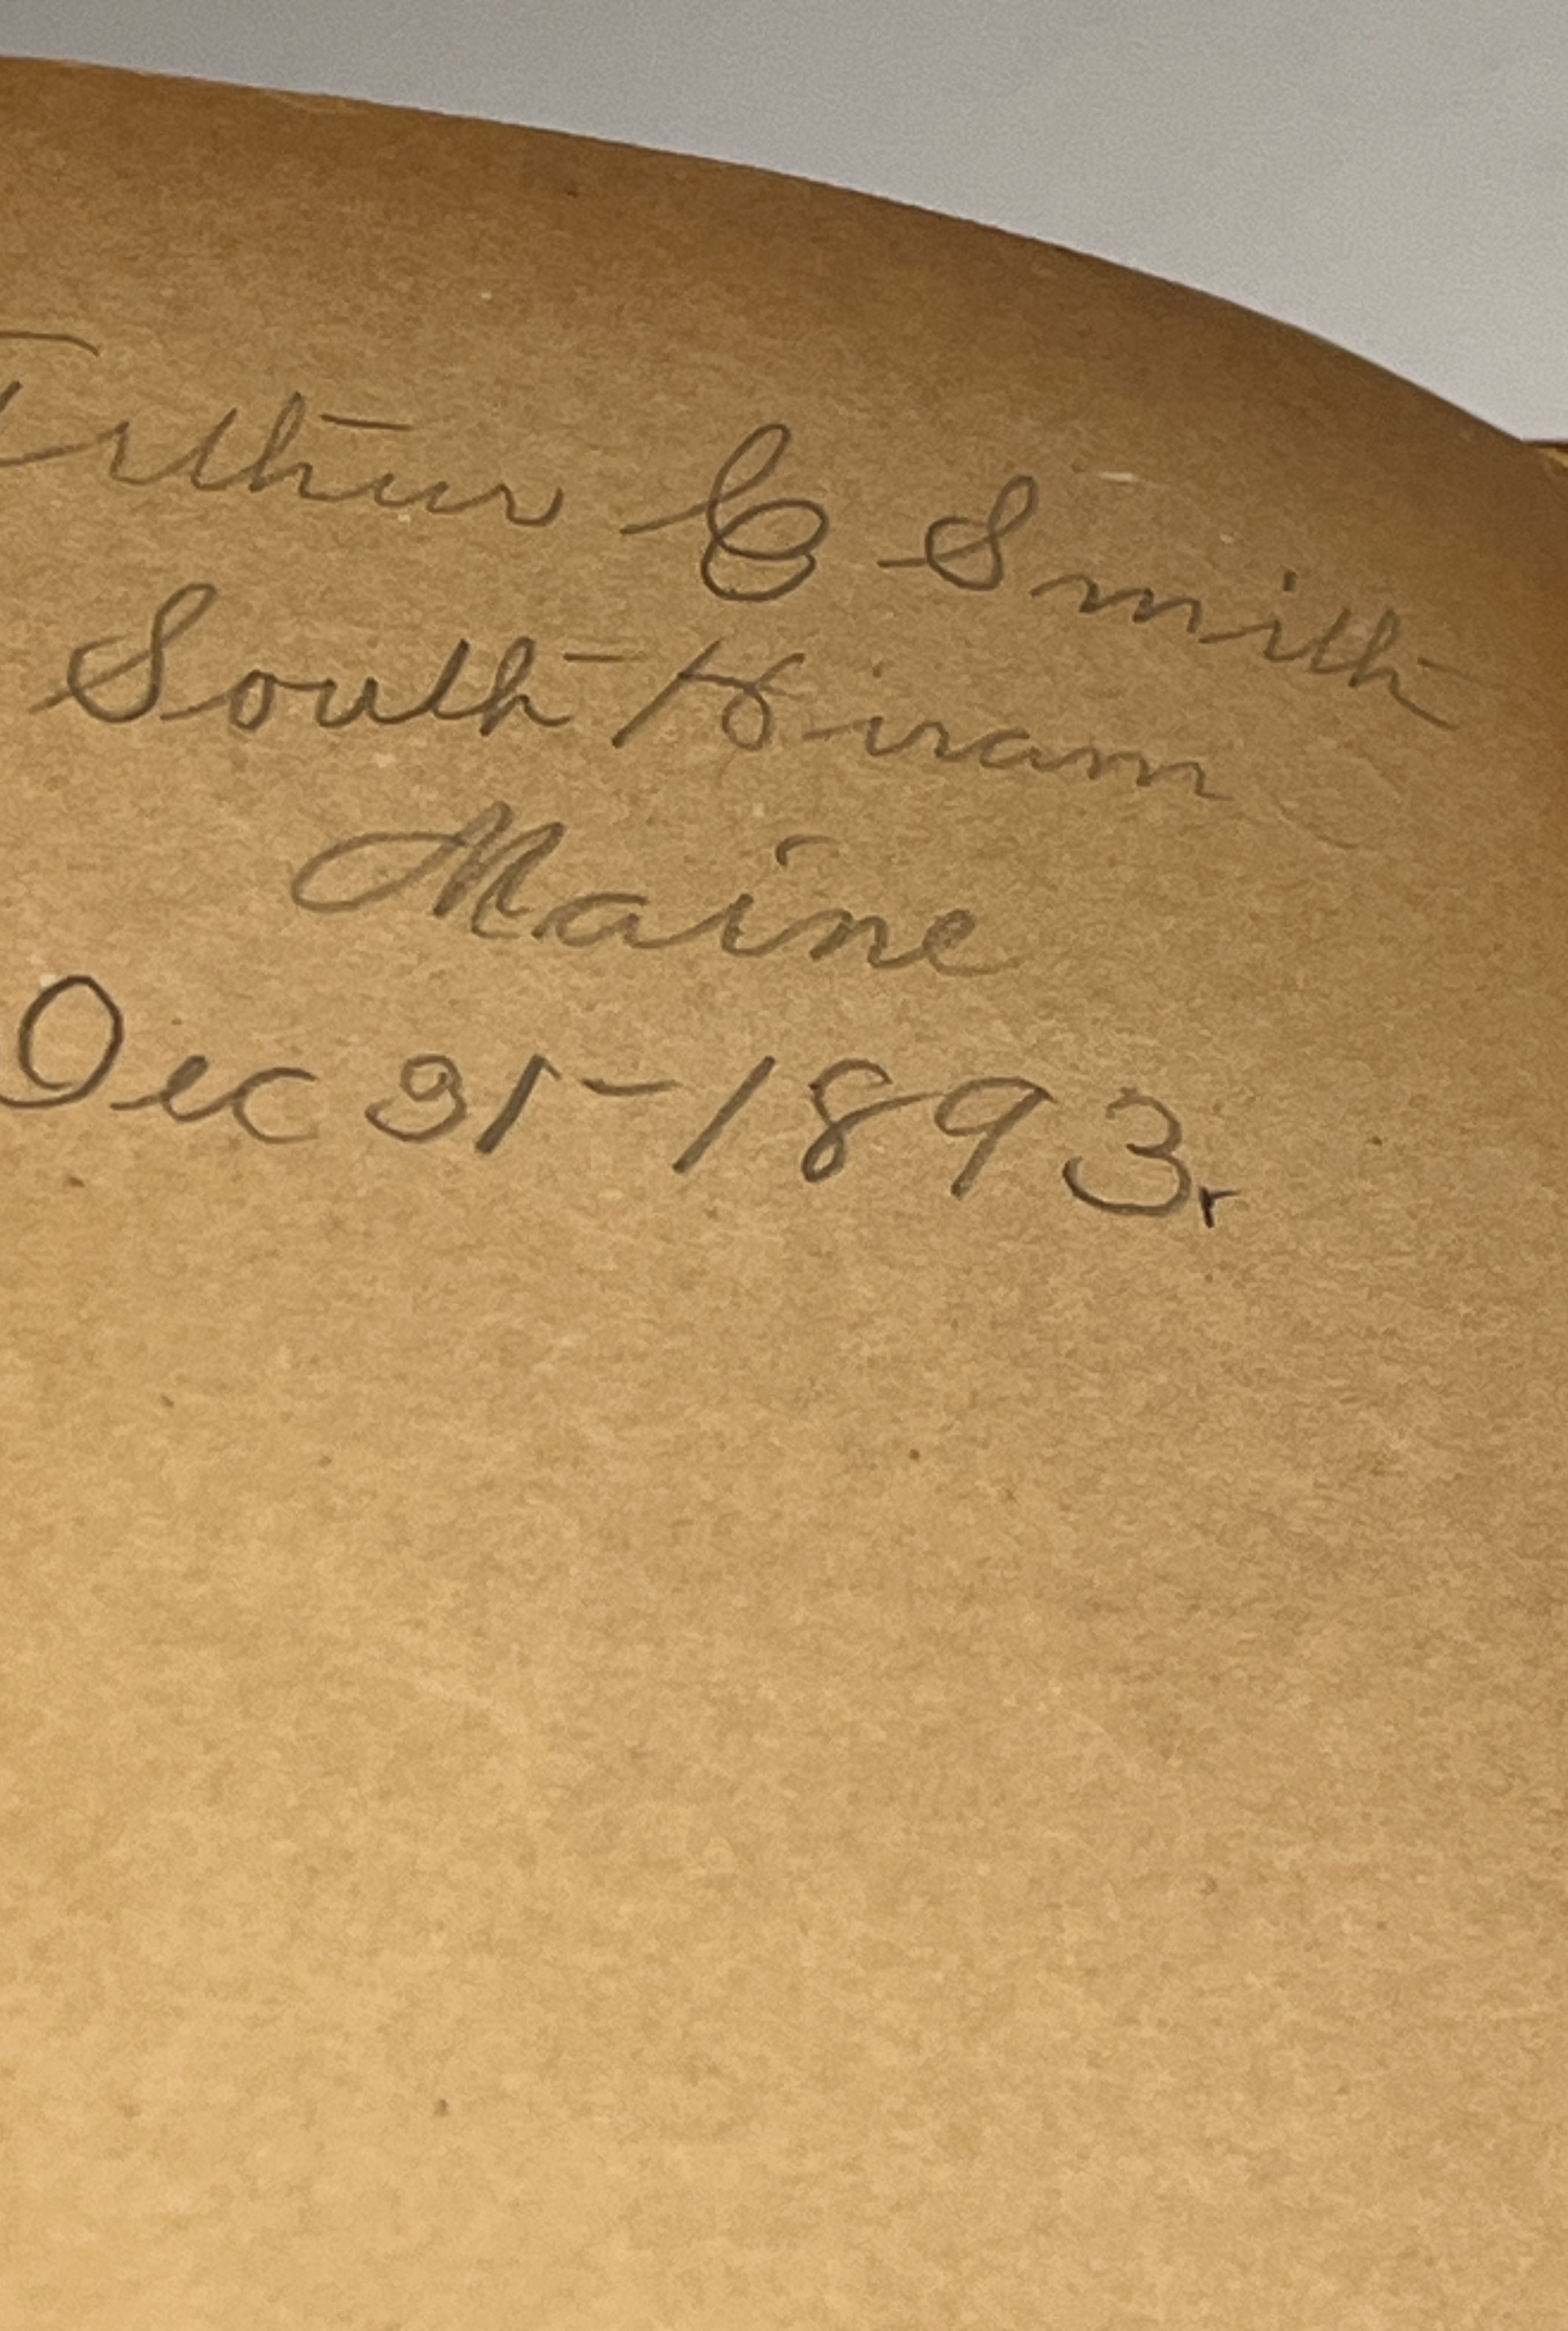 Arthur C Smith
South Hiram
Maine
Dec 31-1893.